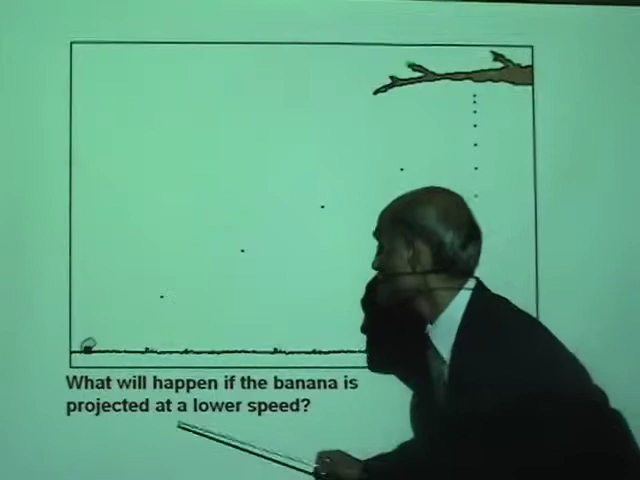 What will happen if the banana is
projected at a lower speed?